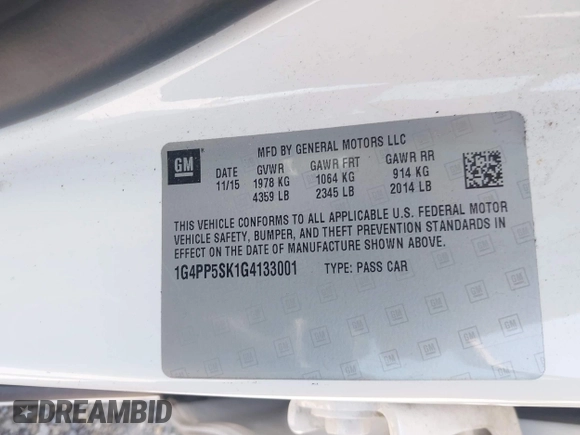 MFD BY GENERAL MOTORS LLC
GM DATE GVWR GAWR FRT GAWR RR
11/15 1978 KG 1064 KG 914 KG
4359 LB 2345 LB 2014 LB
THIS VEHICLE CONFORMS TO ALL APPLICABLE U.S. FEDERAL MOTOR
VEHICLE SAFETY, BUMPER, AND THEFT PREVENTION STANDARDS IN
EFFECT ON THE DATE OF MANUFACTURE SHOWN ABOVE.
1G4PP5SK1G4133001 TYPE: PASS CAR
DREAMBID